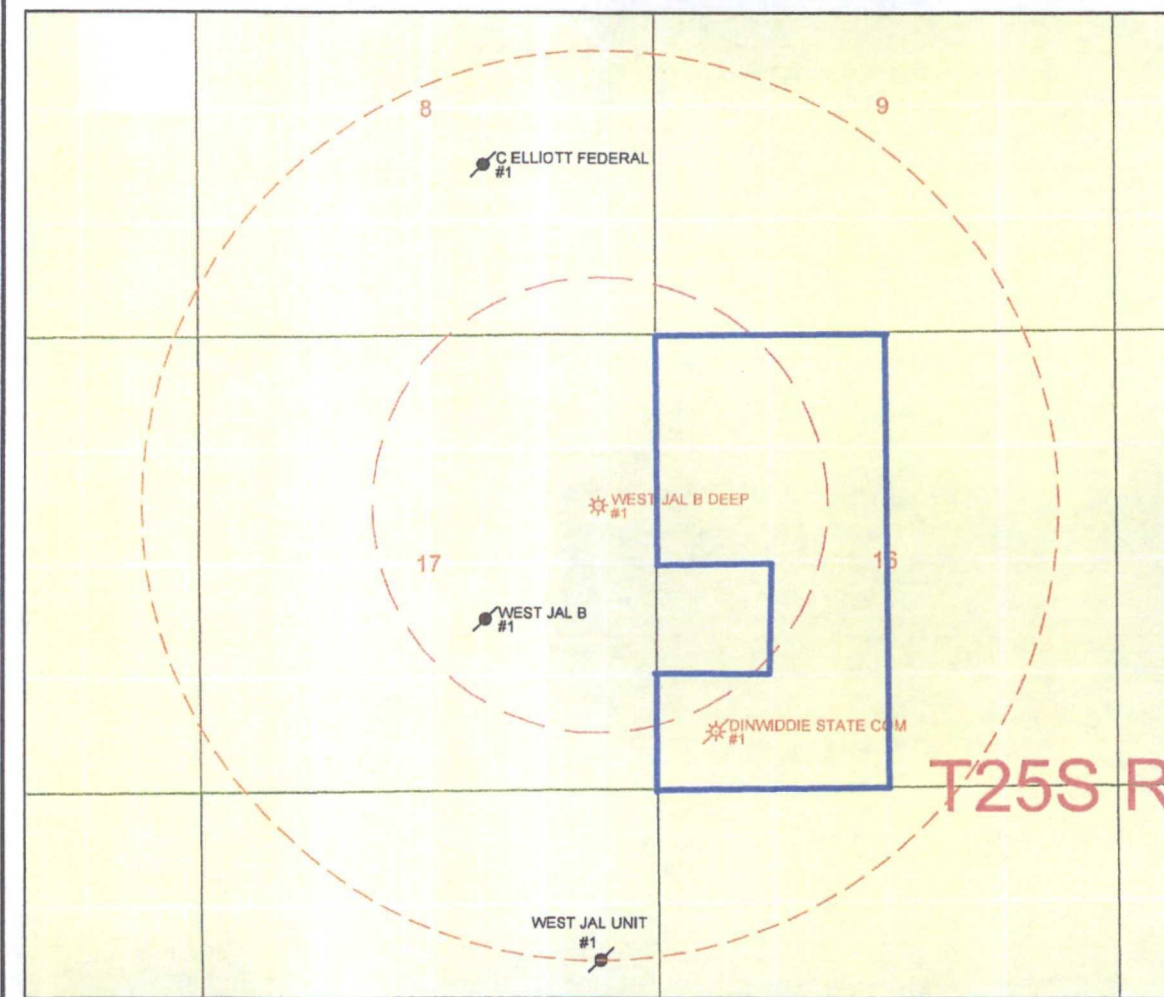 8
9
C ELLIOTT FEDERAL
#1
WEST JAL B DEEP
#1
17
16
WEST JAL B
#1
DINWIDDIE STATE COM
#1
T25S R
WEST JAL UNIT
#1